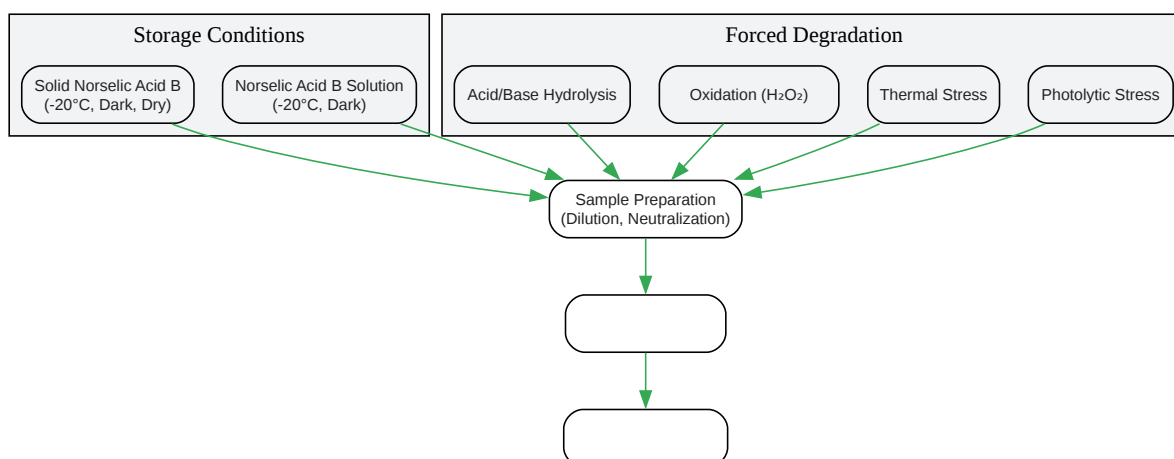 Storage Conditions
Forced Degradation
Solid Norselic Acid B
(-20°C, Dark, Dry)
Norselic Acid B Solution
(-20°C, Dark)
Acid/Base Hydrolysis
Oxidation (H₂O₂)
Thermal Stress
Photolytic Stress
Sample Preparation
(Dilution, Neutralization)